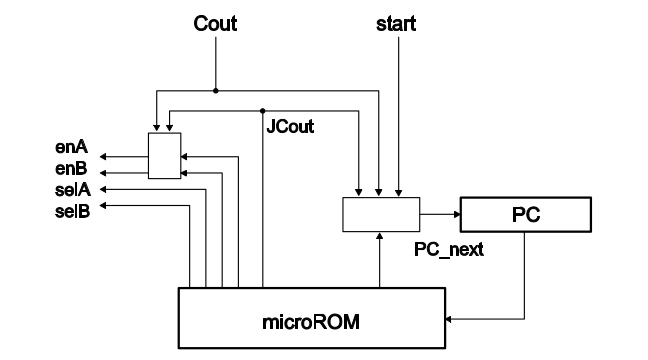 Cout
start
JCout
enA
enB
selA
selB
PC
PC_next
microROM